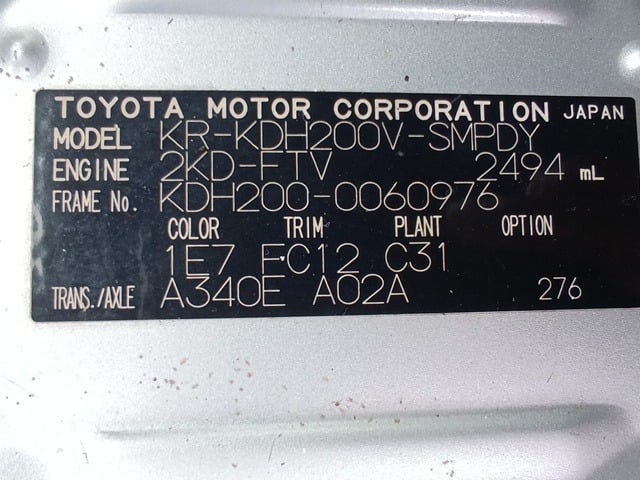 TOYOTA MOTOR CORPORATION JAPAN
MODEL KR-KDH200V-SMPDY
ENGINE 2KD-FTV 2494 mL
FRAME No. KDH200-0060976
COLOR TRIM PLANT OPTION
1E7 FC12 C31
TRANS./AXLE A340E A02A 276